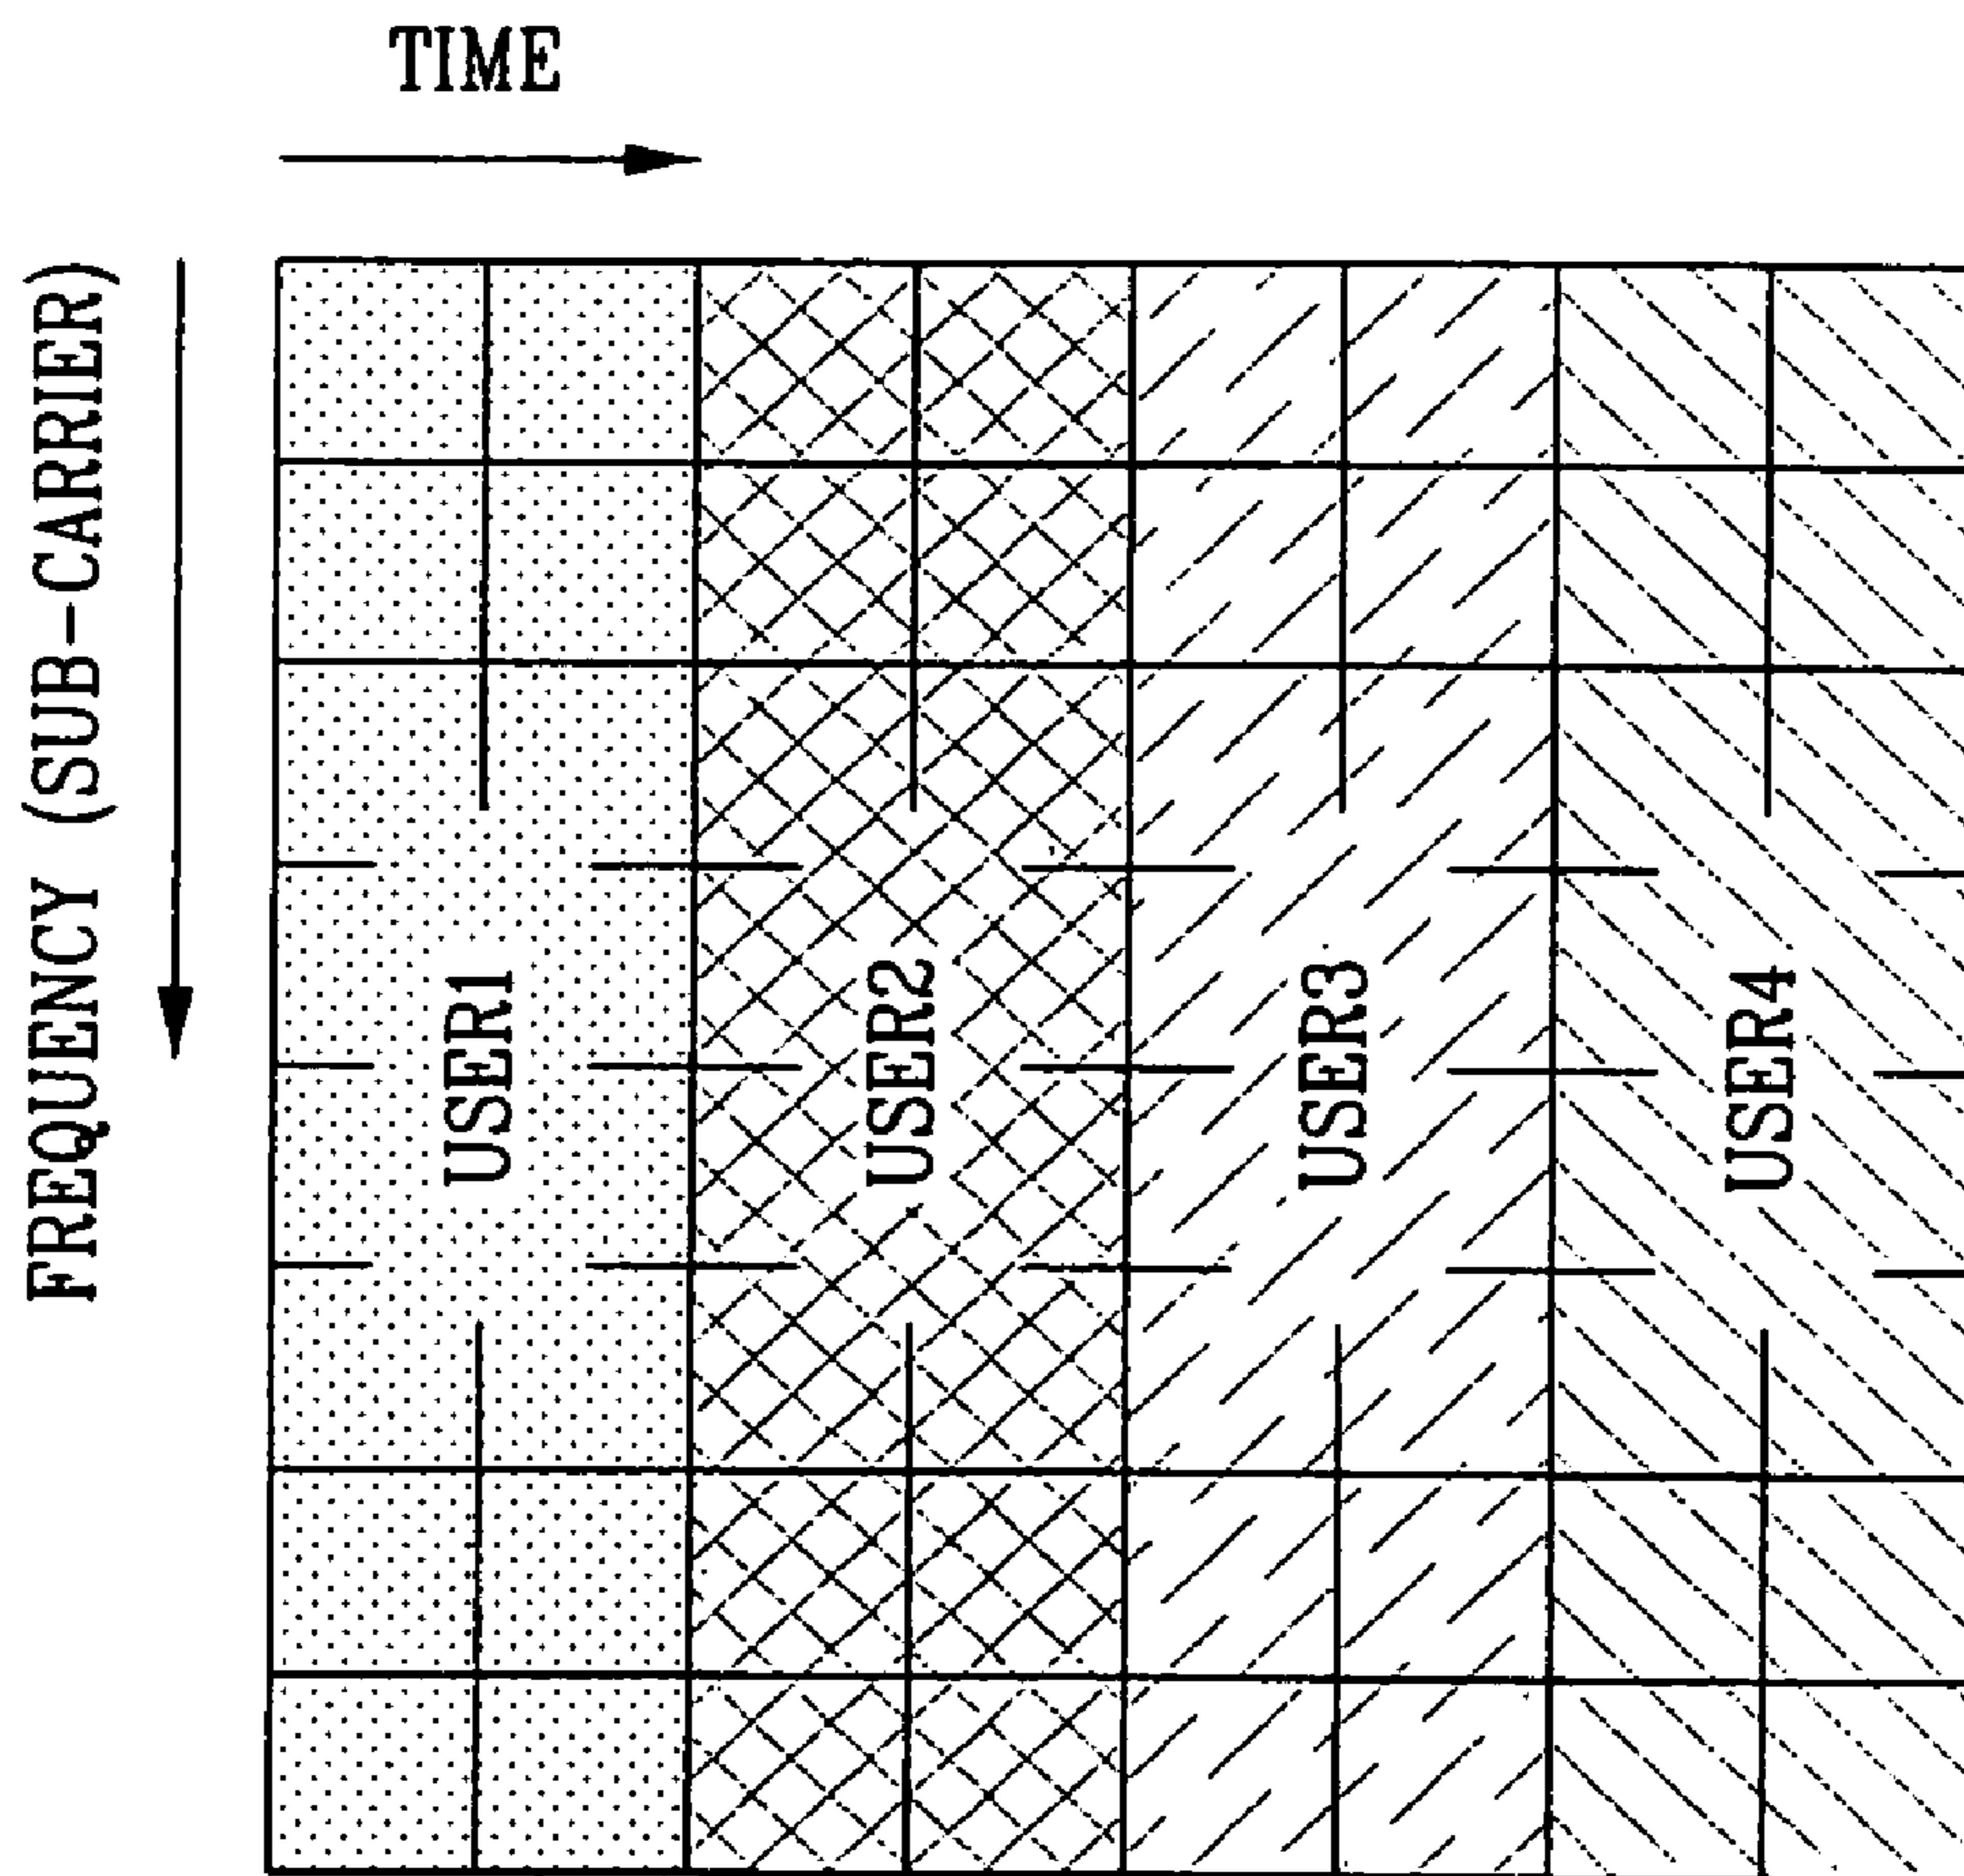 TIME
FREQUENCY (SUB-CARRIER)
USER1
USER2
USER3
USER4